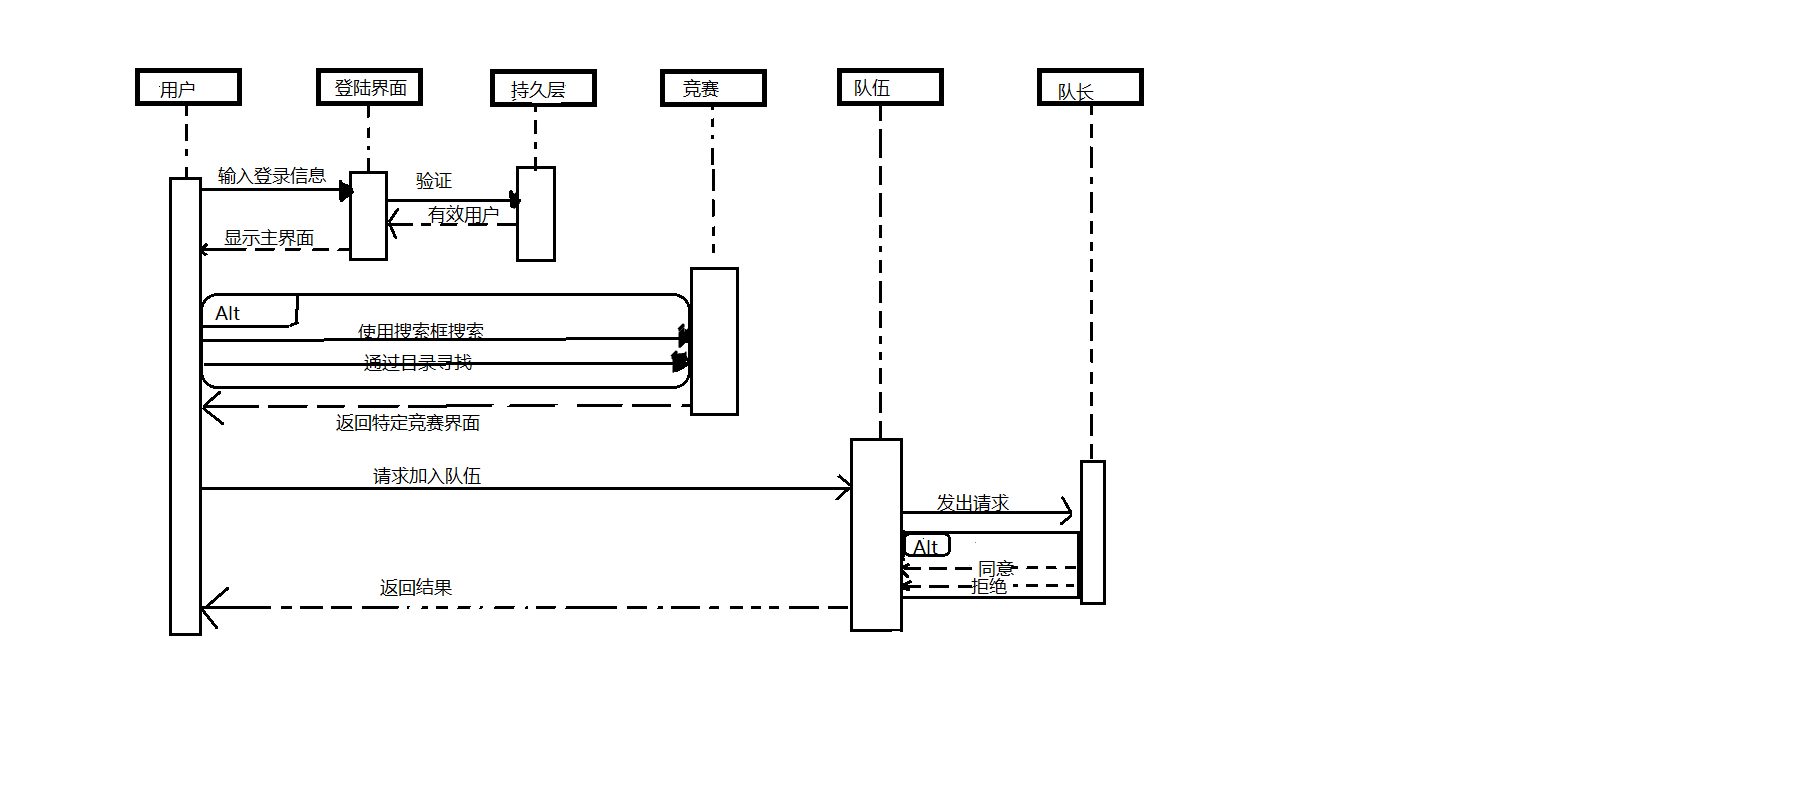 用户
登陆界面
持久层
竞赛
队伍
队长
输入登录信息
验证
有效用户
显示主界面
Alt
使用搜索框搜索
通过目录寻找
返回特定竞赛界面
请求加入队伍
发出请求
Alt
同意
拒绝
返回结果